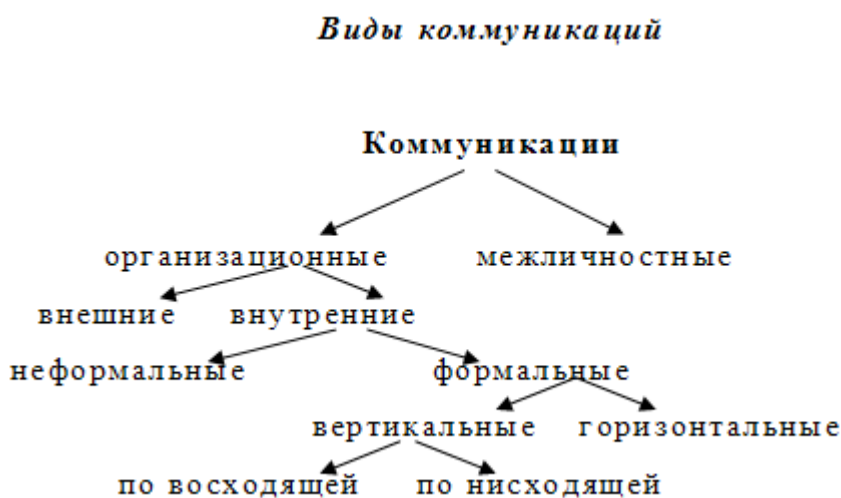 Виды коммуникаций
Коммуникации
организационные межличностные
внешние внутренние
неформальные формальные
вертикальные горизонтальные
по восходящей по нисходящей